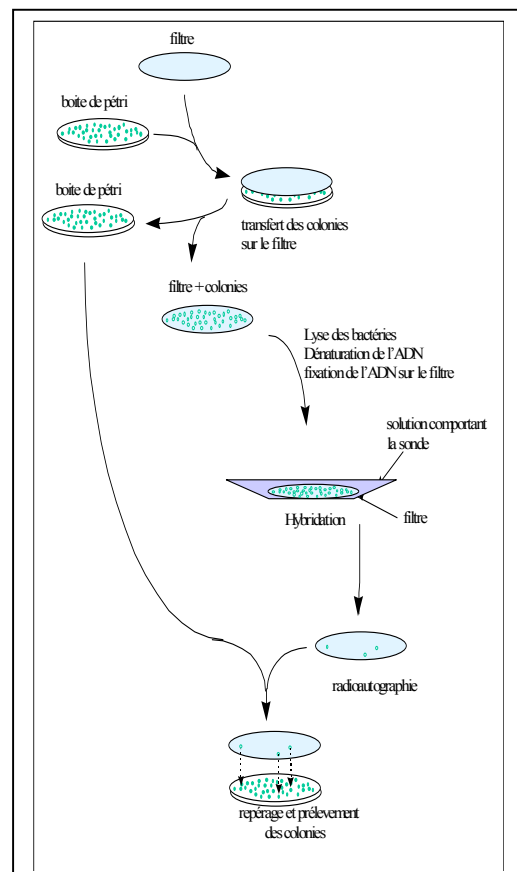 filtre
boite de pétri
boite de pétri
transfert des colonies
sur le filtre
filtre + colonies
Lyse des bactéries
Dénaturation de l'ADN
fixation de l'ADN sur le filtre
solution comportant
la sonde
Hybridation
filtre
radioautographie
repérage et prélevement
des colonies